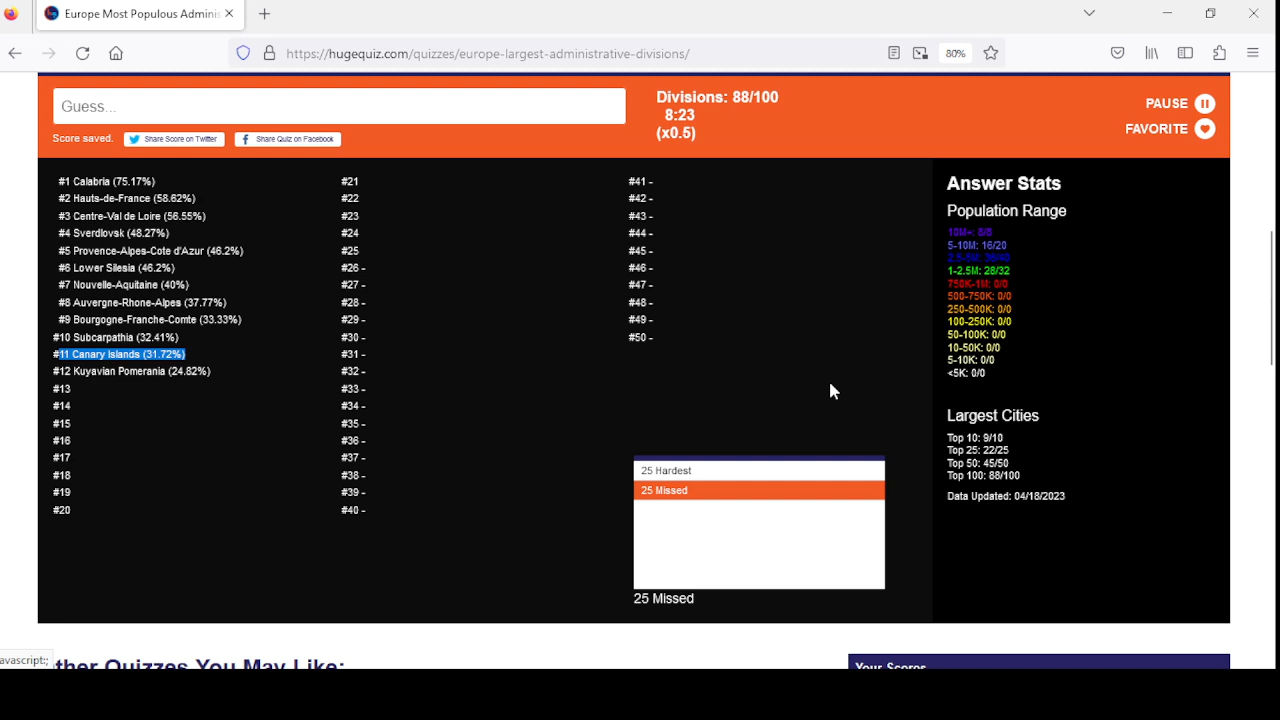 Europe Most Populous Adminis
https://hugequiz.com/quizzes/europe-largest-administrative-divisions/
80%
Guess...
Divisions: 88/100
8:23
(x0.5)
PAUSE
FAVORITE
Score saved.
Share Score on Twitter
Share Quiz on Facebook
#1 Calabria (75.17%)
#2 Hauts-de-France (58.62%)
#3 Centre-Val de Loire (56.55%)
#4 Sverdlovsk (48.27%)
#5 Provence-Alpes-Cote d'Azur (46.2%)
#6 Lower Silesia (46.2%)
#7 Nouvelle-Aquitaine (40%)
#8 Auvergne-Rhone-Alpes (37.77%)
#9 Bourgogne-Franche-Comte (33.33%)
#10 Subcarpathia (32.41%)
#11 Canary Islands (31.72%)
#12 Kuyavian Pomerania (24.82%)
#13
#14
#15
#16
#17
#18
#19
#20
#21
#22
#23
#24
#25
#26 -
#27 -
#28 -
#29 -
#30 -
#31 -
#32 -
#33 -
#34 -
#35 -
#36 -
#37 -
#38 -
#39 -
#40 -
#41 -
#42 -
#43 -
#44 -
#45 -
#46 -
#47 -
#48 -
#49 -
#50 -
25 Hardest
25 Missed
25 Missed
Answer Stats
Population Range
10M+: 8/8
5-10M: 16/20
2.5-5M: 36/40
1-2.5M: 28/32
750K-1M: 0/0
500-750K: 0/0
250-500K: 0/0
100-250K: 0/0
50-100K: 0/0
10-50K: 0/0
5-10K: 0/0
<5K: 0/0
Largest Cities
Top 10: 9/10
Top 25: 22/25
Top 50: 45/50
Top 100: 88/100
Data Updated: 04/18/2023
avascript:;
ther Quizzes You May Like:
Your Scores